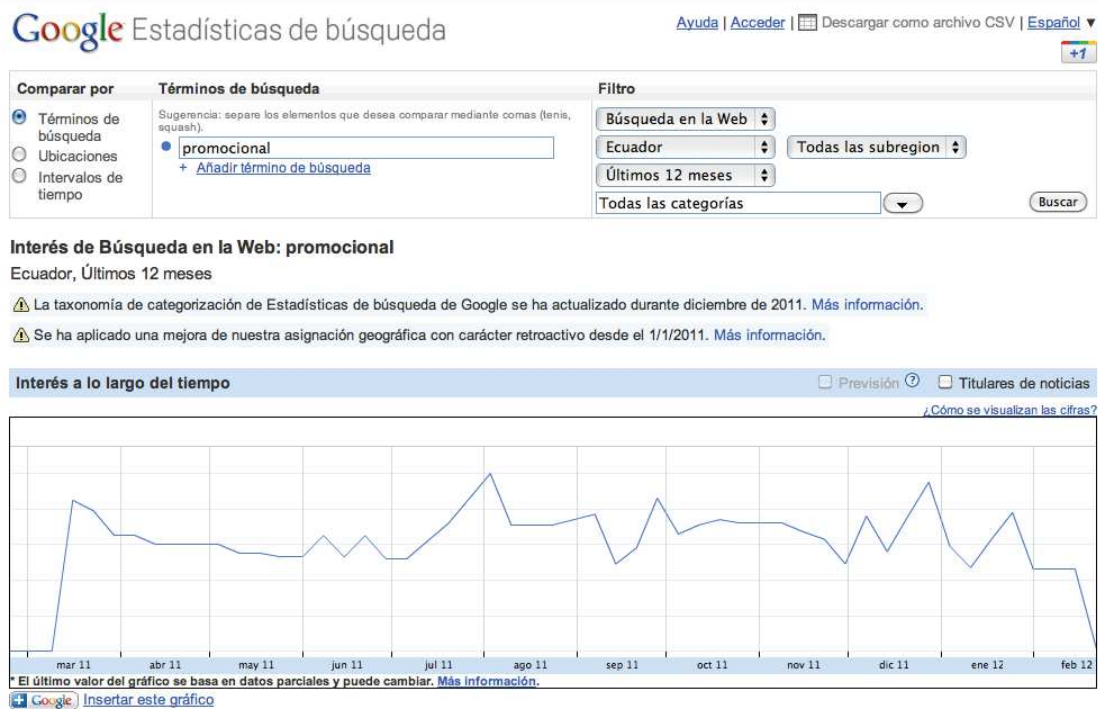 Google Estadísticas de búsqueda
Ayuda | Acceder | Descargar como archivo CSV | Español ▼
+1
Comparar por
Términos de búsqueda
Ubicaciones
Intervalos de tiempo
Términos de búsqueda
Sugerencia: separe los elementos que desea comparar mediante comas (tenis,
squash).
promocional
+ Añadir término de búsqueda
Filtro
Búsqueda en la Web
Ecuador
Todas las subregion
Últimos 12 meses
Todas las categorías
Buscar
Interés de Búsqueda en la Web: promocional
Ecuador, Últimos 12 meses
La taxonomía de categorización de Estadísticas de búsqueda de Google se ha actualizado durante diciembre de 2011. Más información.
Se ha aplicado una mejora de nuestra asignación geográfica con carácter retroactivo desde el 1/1/2011. Más información.
Interés a lo largo del tiempo
Previsión ?
Titulares de noticias
¿Cómo se visualizan las cifras?
mar 11 abr 11 may 11 jun 11 jul 11 ago 11 sep 11 oct 11 nov 11 dic 11 ene 12 feb 12
* El último valor del gráfico se basa en datos parciales y puede cambiar. Más información.
+ Google Insertar este gráfico